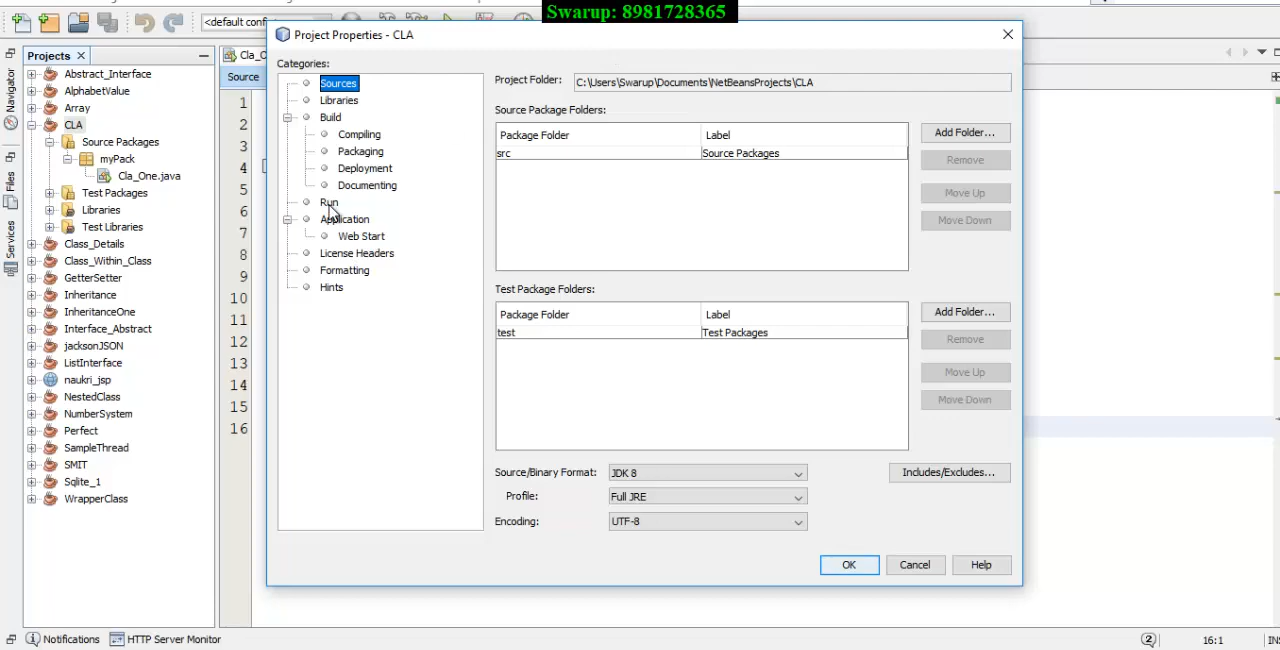 Swarup: 8981728365
<default conf
Projects
Navigator
Files
Services
Abstract_Interface
AlphabetValue
Array
CLA
Source Packages
myPack
Cla_One.java
Test Packages
Libraries
Test Libraries
Class_Details
Class_Within_Class
GetterSetter
Inheritance
InheritanceOne
Interface_Abstract
jacksonJSON
ListInterface
naukri_jsp
NestedClass
NumberSystem
Perfect
SampleThread
SMIT
Sqlite_1
WrapperClass
Cla_O
Source
1
2
3
4
5
6
7
8
9
10
11
12
13
14
15
16
Project Properties - CLA
Categories:
Sources
Libraries
Build
Compiling
Packaging
Deployment
Documenting
Run
Application
Web Start
License Headers
Formatting
Hints
Project Folder: C:\Users\Swarup\Documents\NetBeansProjects\CLA
Source Package Folders:
Package Folder Label
src Source Packages
Add Folder...
Remove
Move Up
Move Down
Test Package Folders:
Package Folder Label
test Test Packages
Add Folder...
Remove
Move Up
Move Down
Source/Binary Format: JDK 8 Includes/Excludes...
Profile: Full JRE
Encoding: UTF-8
OK Cancel Help
Notifications HTTP Server Monitor 2 16:1 INS